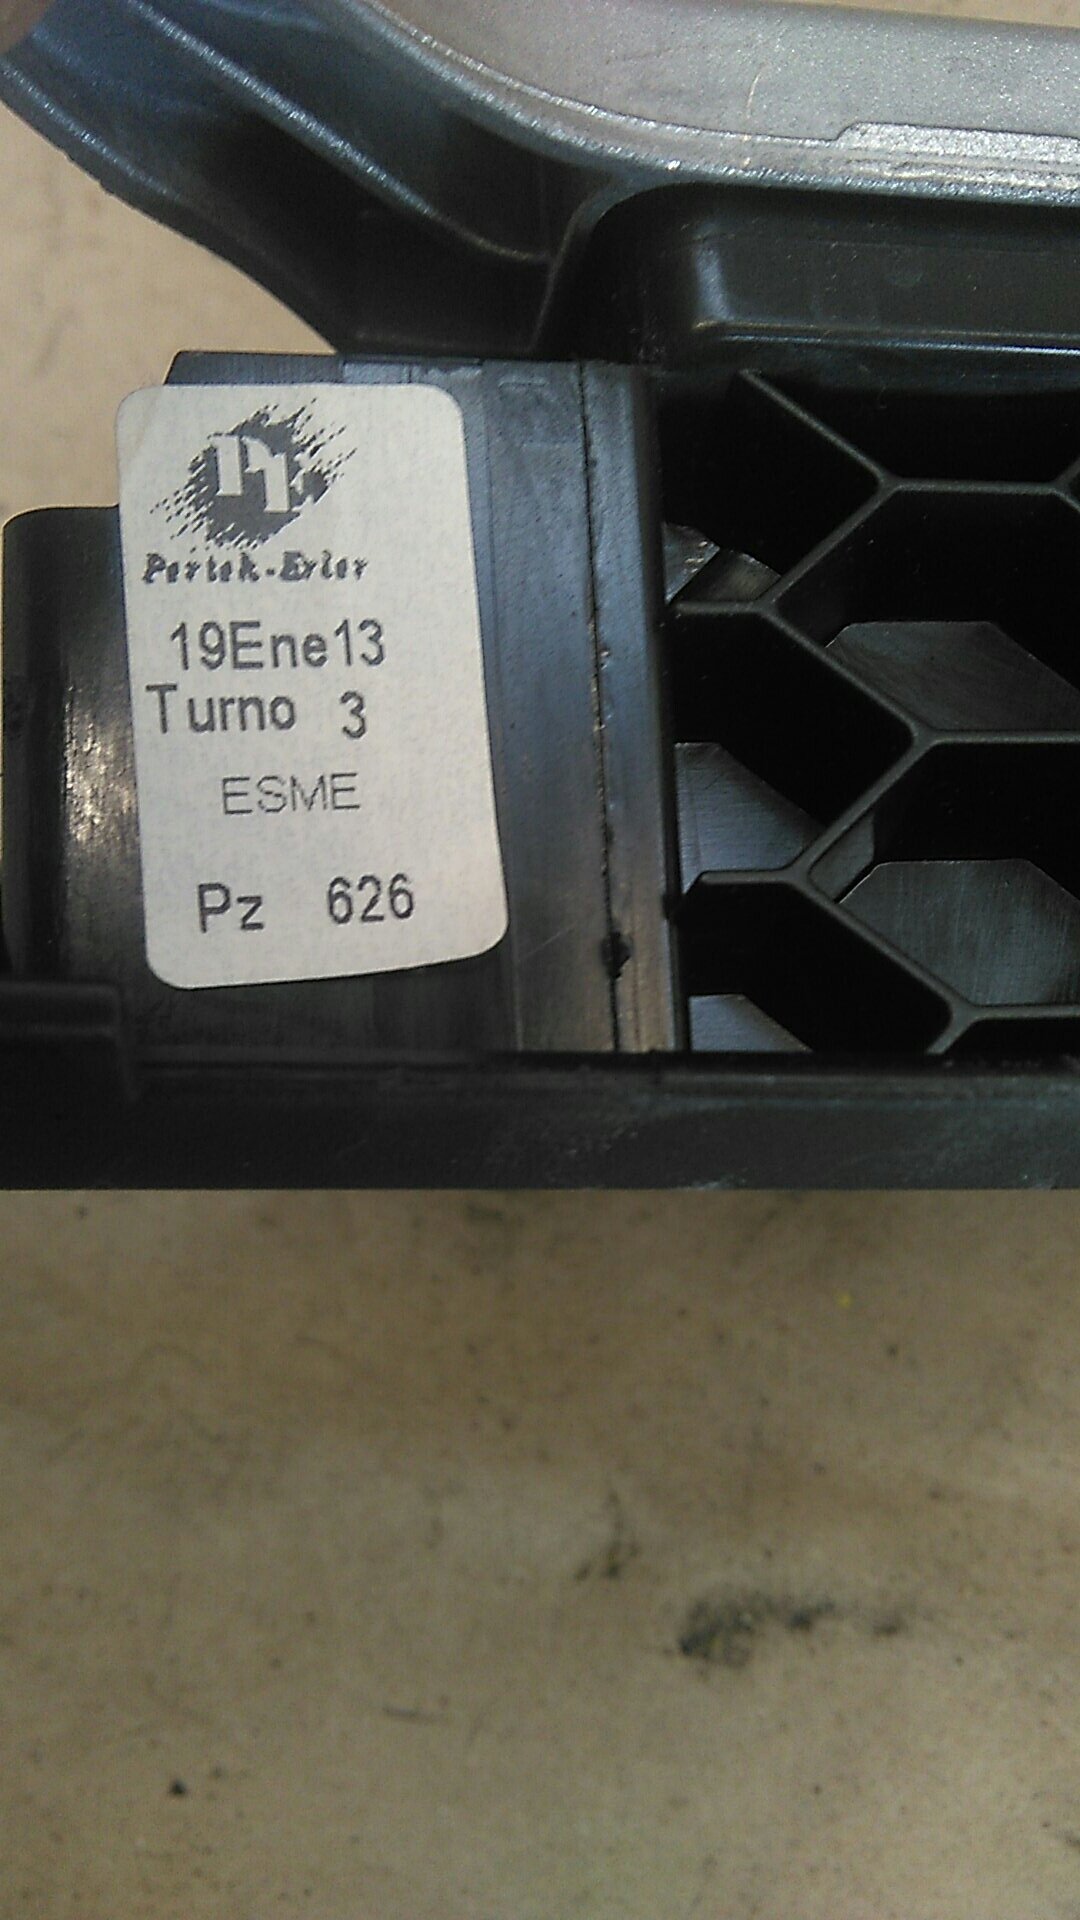 Pertek-Erler
19Ene13
Turno 3
ESME
Pz 626